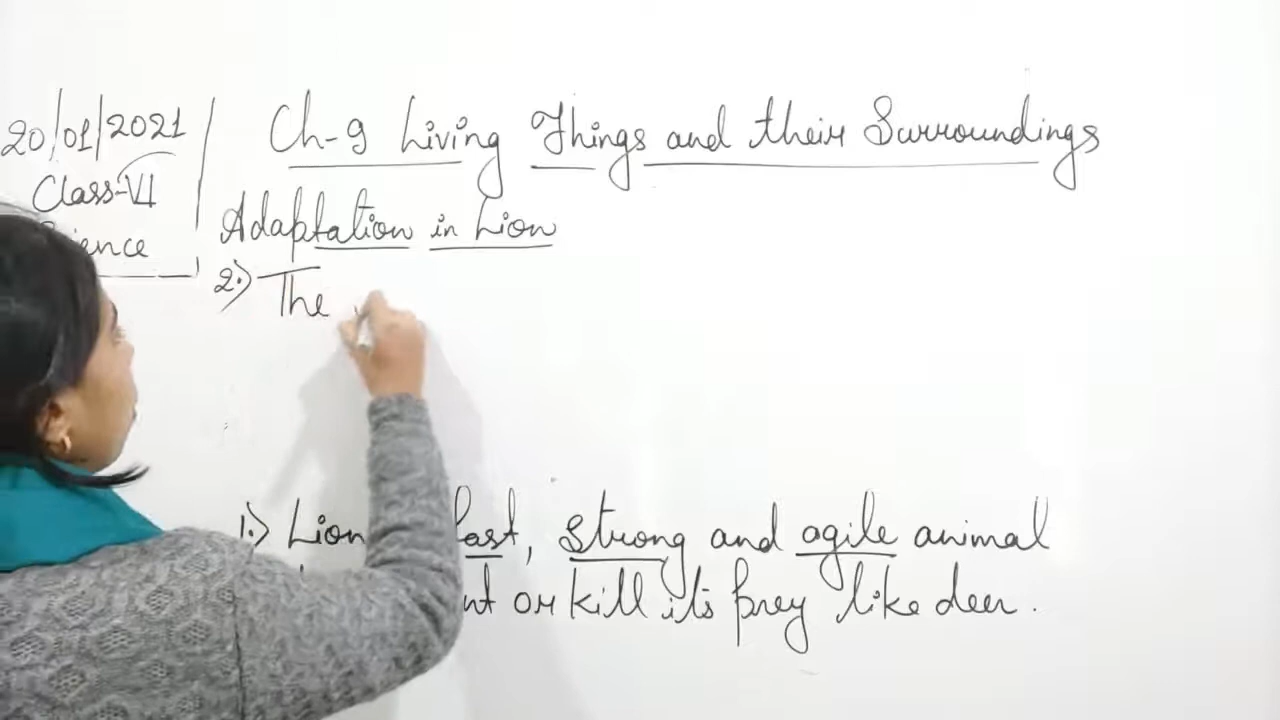 20/01/2021
Class-VI
Ch-9 Living Things and their Surroundings
Adaptation in Lion
2.) The
1.) Lion fast, strong and agile animal
or kill its prey like deer.